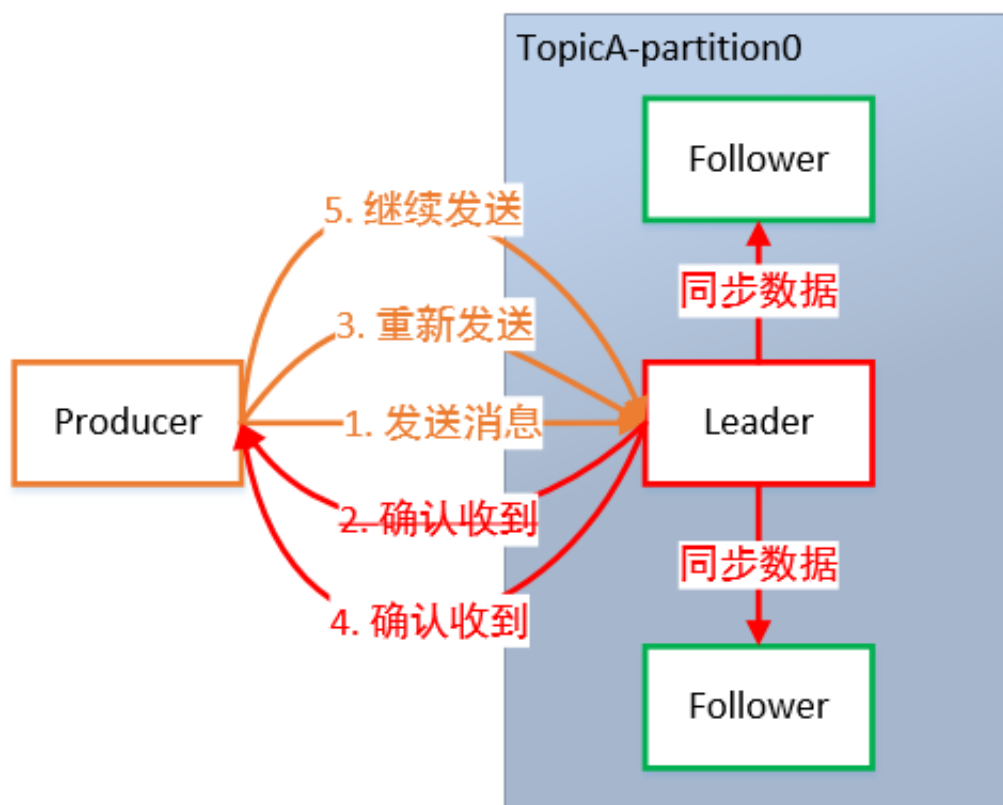 TopicA-partition0
Follower
5. 继续发送
同步数据
3. 重新发送
Producer
1. 发送消息
Leader
2. 确认收到
同步数据
4. 确认收到
Follower